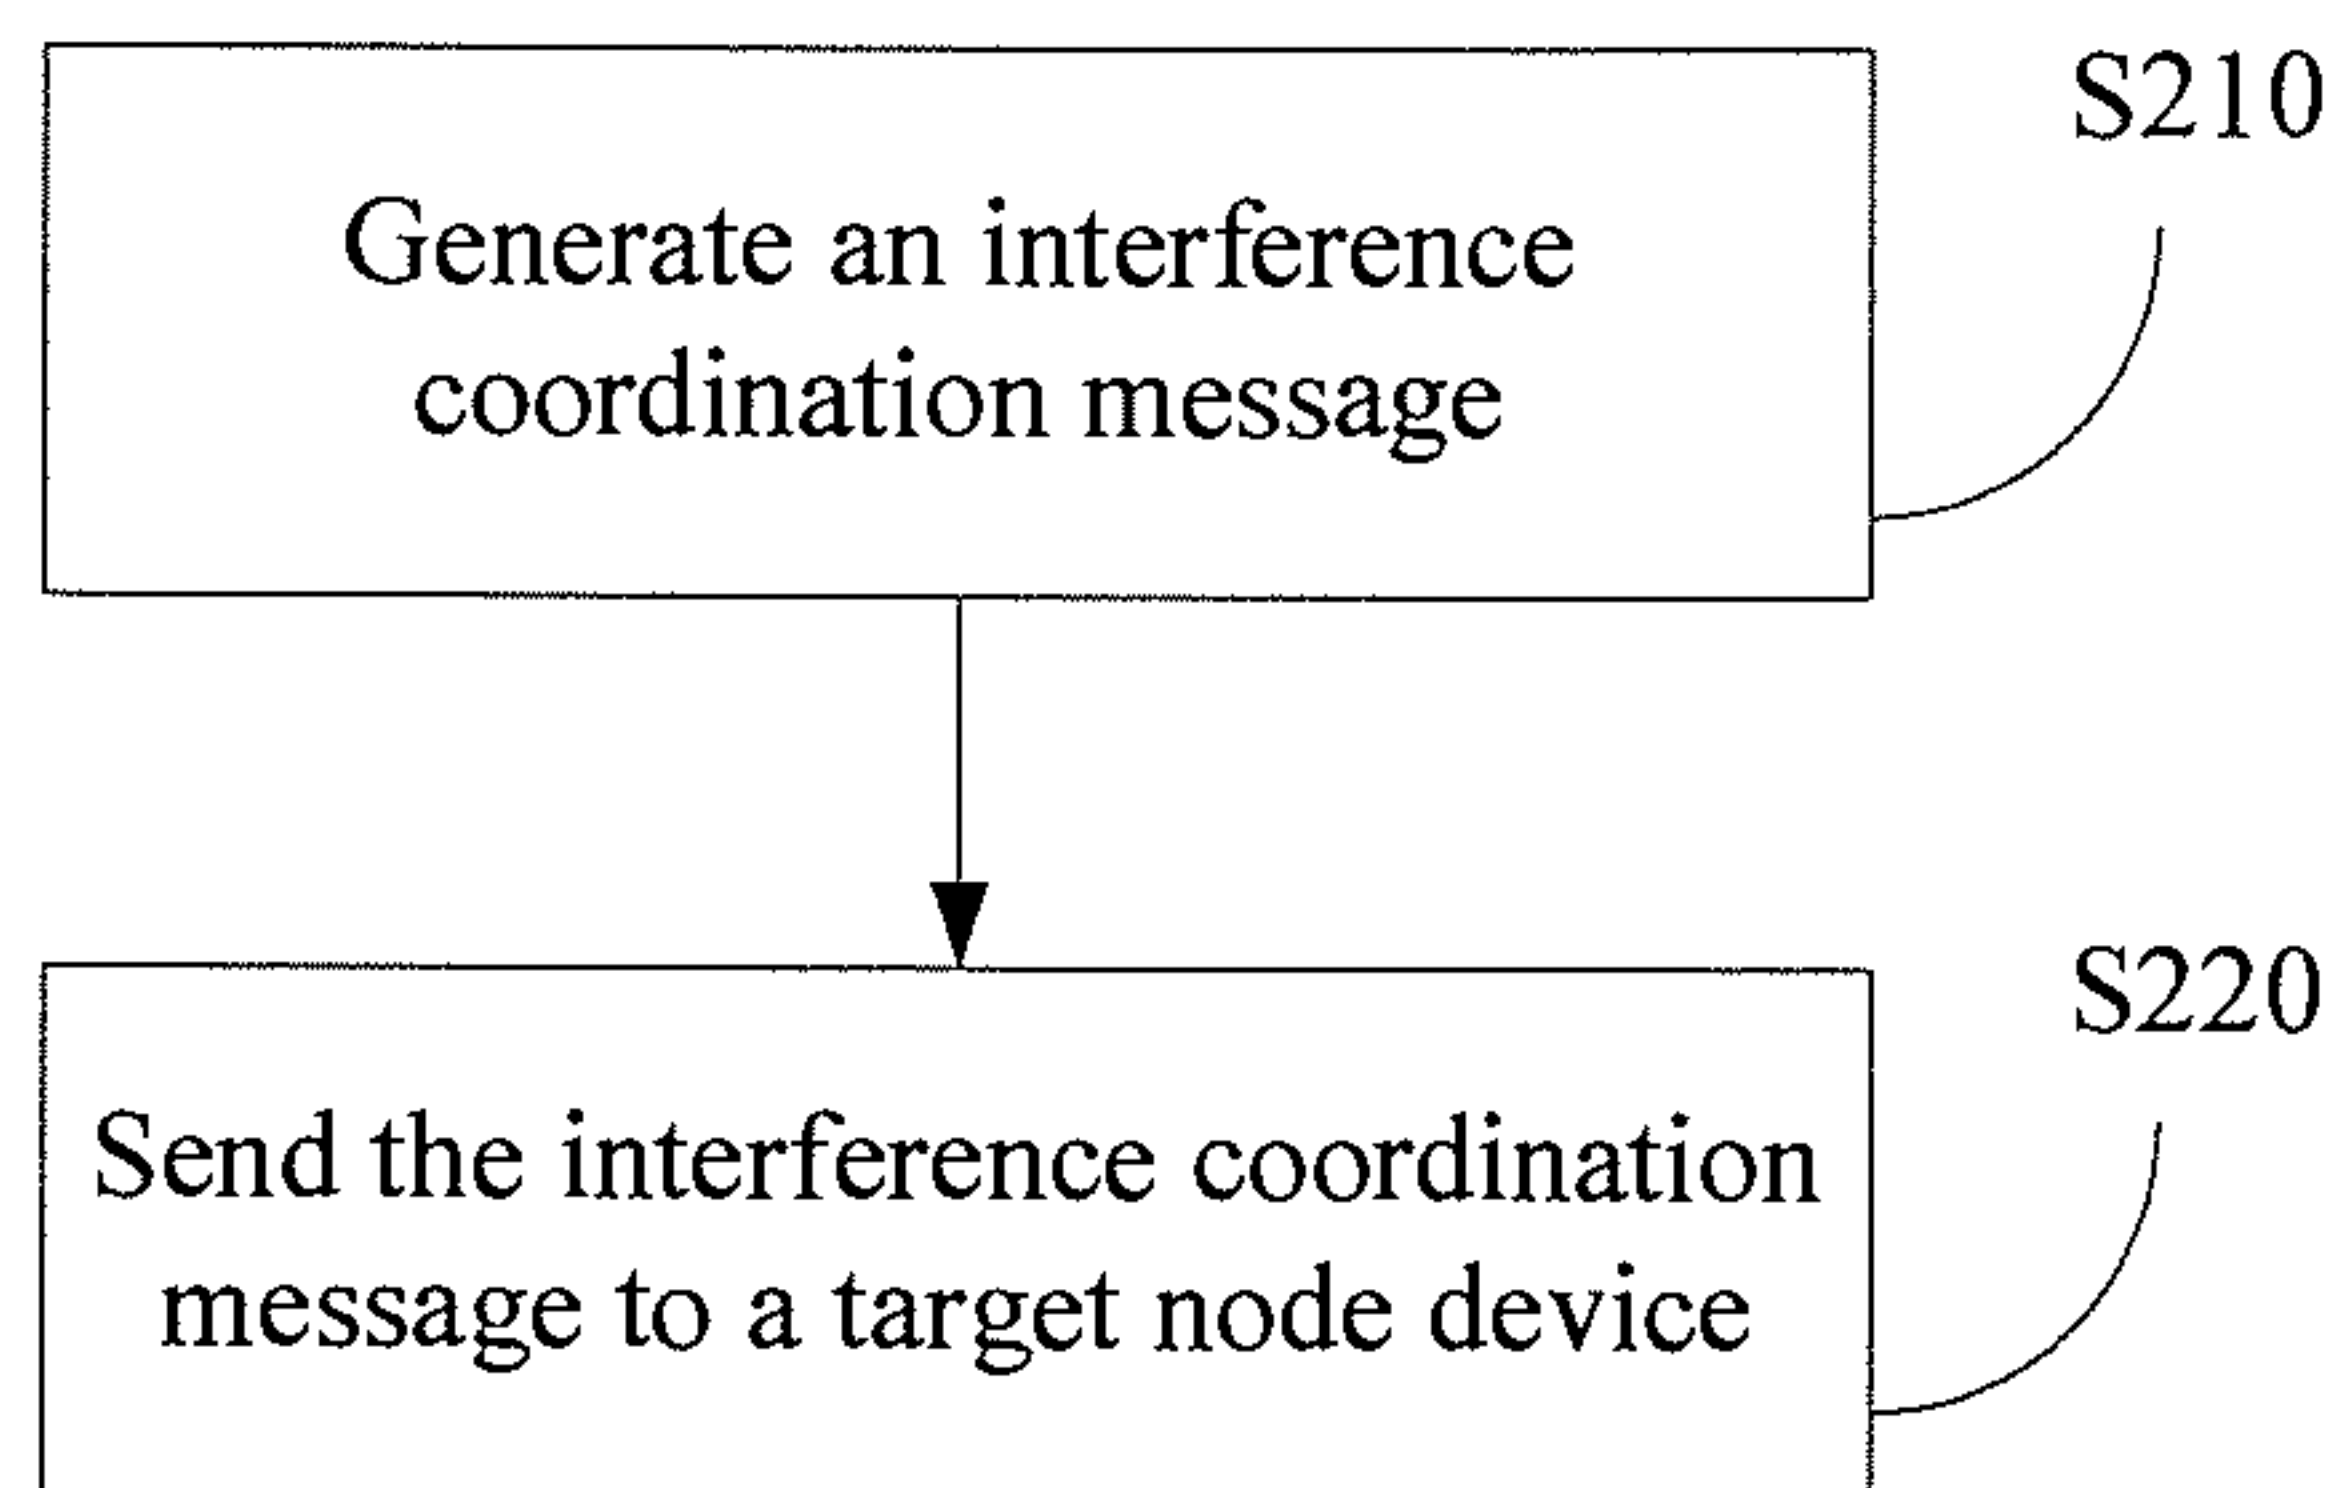 S210
Generate an interference
coordination message
S220
Send the interference coordination
message to a target node device